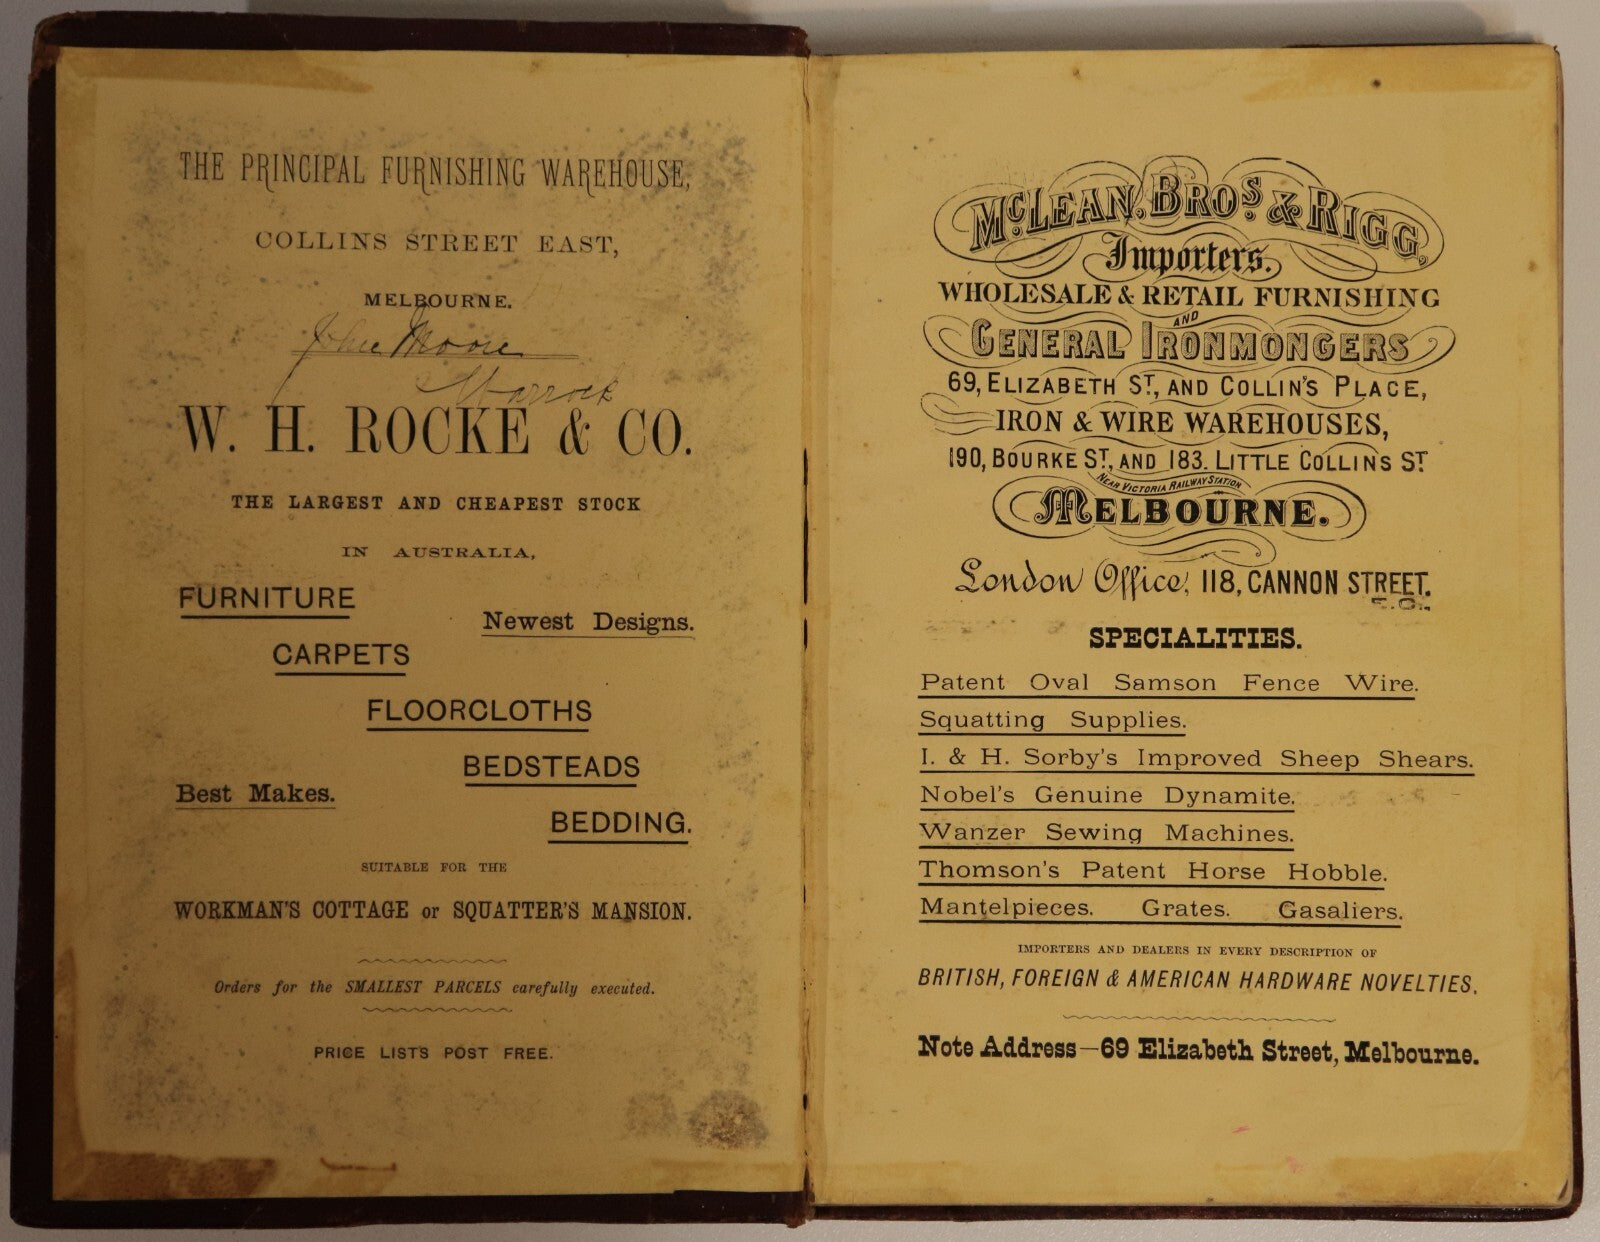 THE PRINCIPAL FURNISHING WAREHOUSE,
COLLINS STREET EAST,
MELBOURNE.
John Moore
Warrock
W. H. ROCKE & CO.
THE LARGEST AND CHEAPEST STOCK
IN AUSTRALIA,
FURNITURE
Newest Designs.
CARPETS
FLOORCLOTHS
BEDSTEADS
Best Makes.
BEDDING.
SUITABLE FOR THE
WORKMAN'S COTTAGE or SQUATTER'S MANSION.
Orders for the SMALLEST PARCELS carefully executed.
PRICE LISTS POST FREE.
McLEAN, BROS. & RIGG,
Importers.
WHOLESALE & RETAIL FURNISHING
AND
GENERAL IRONMONGERS
69, ELIZABETH ST, AND COLLIN'S PLACE,
IRON & WIRE WAREHOUSES,
190, BOURKE ST, AND 183. LITTLE COLLINS ST
NEAR VICTORIA RAILWAY STATION
MELBOURNE.
London Office, 118, CANNON STREET.
E.C.
SPECIALITIES.
Patent Oval Samson Fence Wire.
Squatting Supplies.
I. & H. Sorby's Improved Sheep Shears.
Nobel's Genuine Dynamite.
Wanzer Sewing Machines.
Thomson's Patent Horse Hobble.
Mantelpieces. Grates. Gasaliers.
IMPORTERS AND DEALERS IN EVERY DESCRIPTION OF
BRITISH, FOREIGN & AMERICAN HARDWARE NOVELTIES.
Note Address—69 Elizabeth Street, Melbourne.